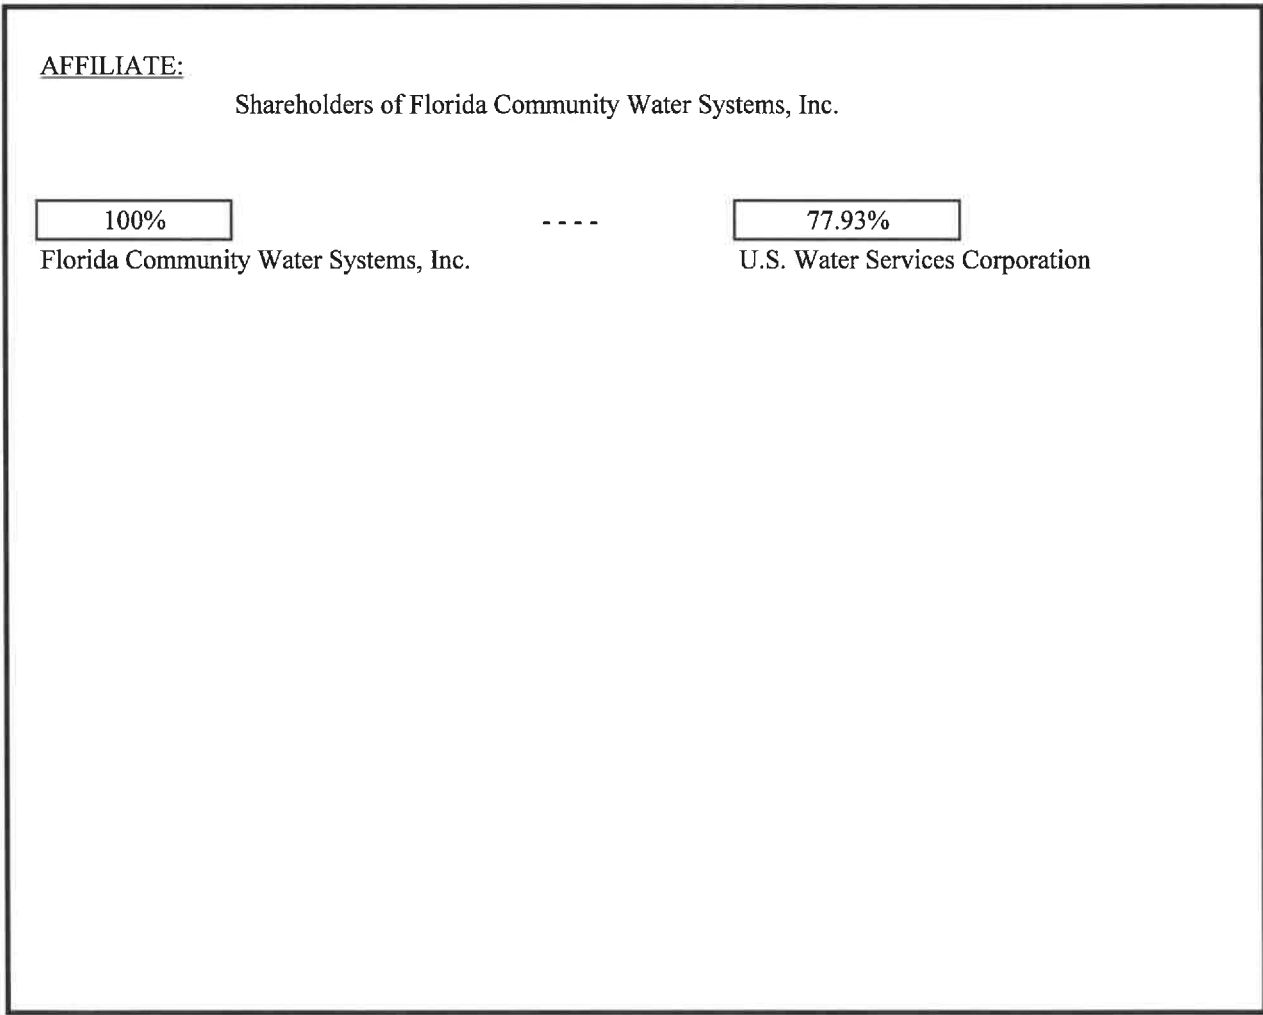 AFFILIATE:
Shareholders of Florida Community Water Systems, Inc.
100% ---- 77.93%
Florida Community Water Systems, Inc. U.S. Water Services Corporation